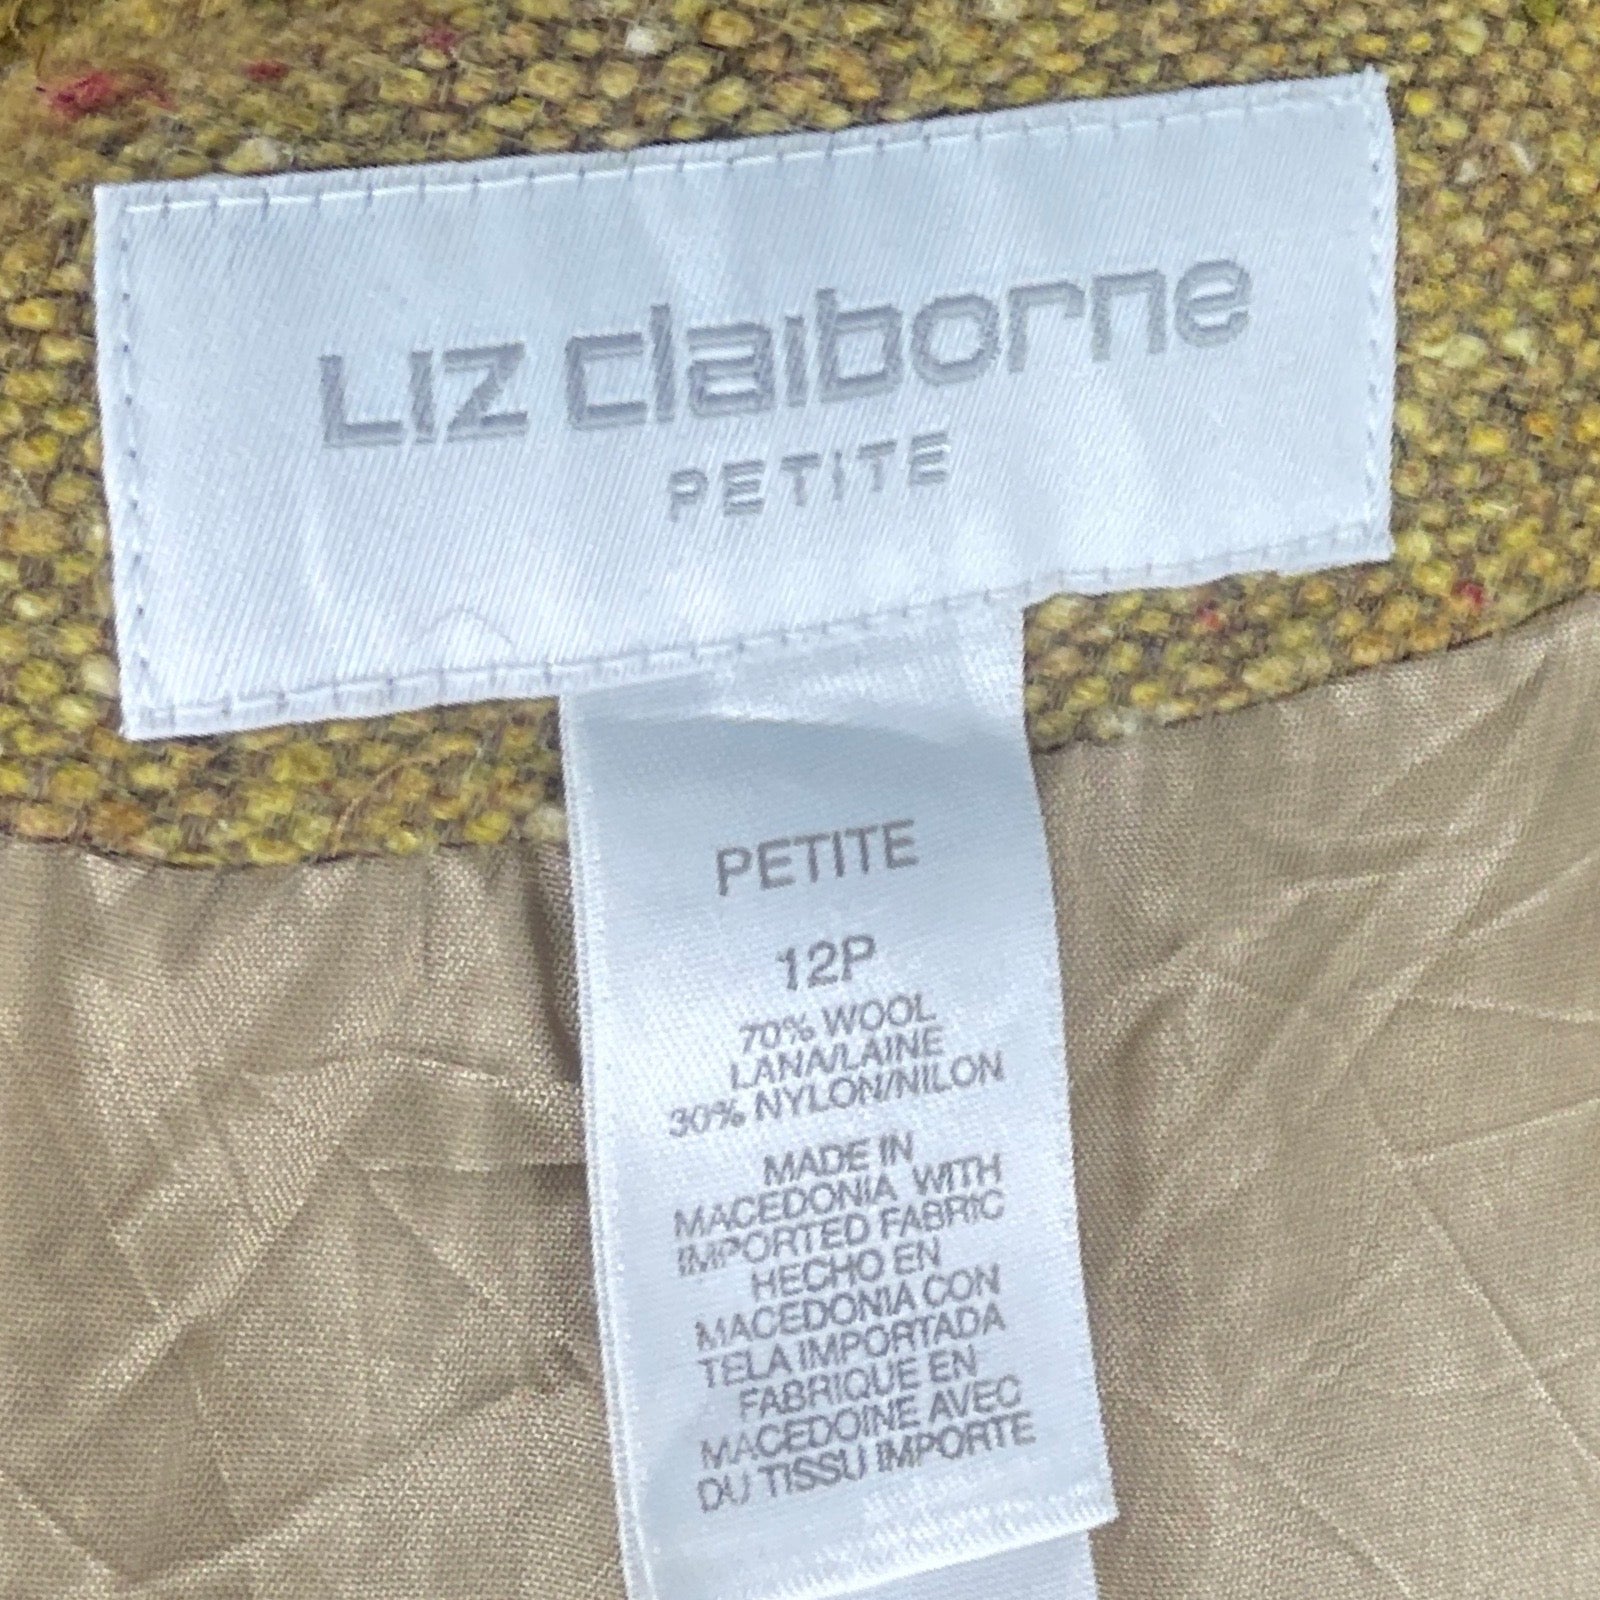 LIZ claiborne
PETITE
PETITE
12P
70% WOOL
LANA/LAINE
30% NYLON/NILON
MADE IN
MACEDONIA WITH
IMPORTED FABRIC
HECHO EN
MACEDONIA CON
TELA IMPORTADA
FABRIQUE EN
MACEDOINE AVEC
DU TISSU IMPORTE